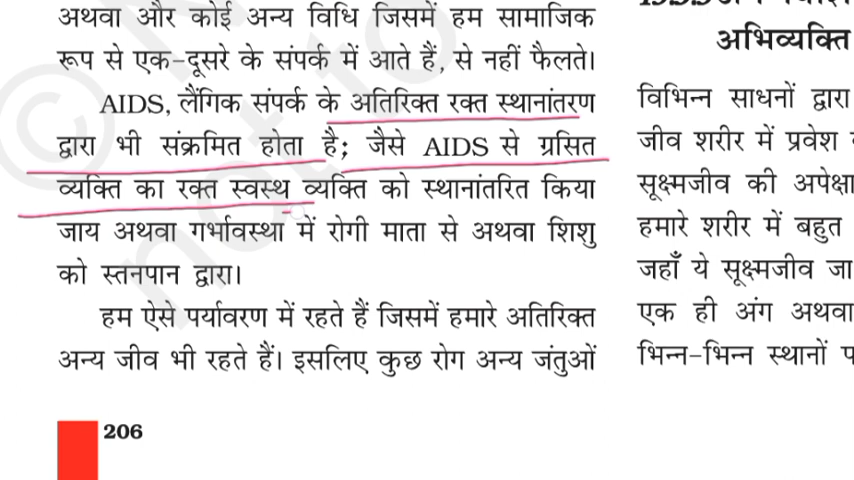 अथवा और कोई अन्य विधि जिसमें हम सामाजिक
रूप से एक-दूसरे के संपर्क में आते हैं, से नहीं फैलते।
AIDS, लैंगिक संपर्क के अतिरिक्त रक्त स्थानांतरण
द्वारा भी संक्रमित होता है; जैसे AIDS से ग्रसित
व्यक्ति का रक्त स्वस्थ व्यक्ति को स्थानांतरित किया
जाय अथवा गर्भावस्था में रोगी माता से अथवा शिशु
को स्तनपान द्वारा।
हम ऐसे पर्यावरण में रहते हैं जिसमें हमारे अतिरिक्त
अन्य जीव भी रहते हैं। इसलिए कुछ रोग अन्य जंतुओं
206
अभिव्यक्ति
विभिन्न साधनों द्वारा
जीव शरीर में प्रवेश
सूक्ष्मजीव की अपेक्षा
हमारे शरीर में बहुत
जहाँ ये सूक्ष्मजीव जा
एक ही अंग अथवा
भिन्न-भिन्न स्थानों
not to